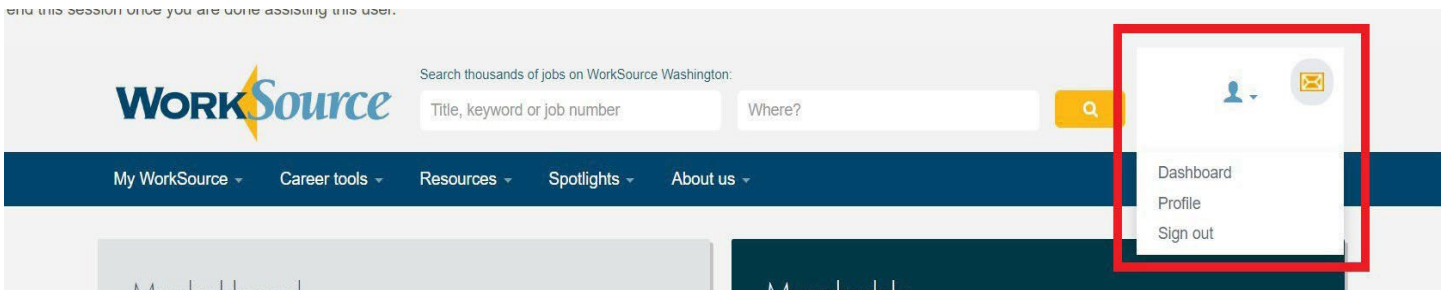 end this session once you are done assisting this user.
Search thousands of jobs on WorkSource Washington:
WORKSource
Title, keyword or job number
Where?
My WorkSource
Career tools
Resources
Spotlights
About us
Dashboard
Profile
Sign out